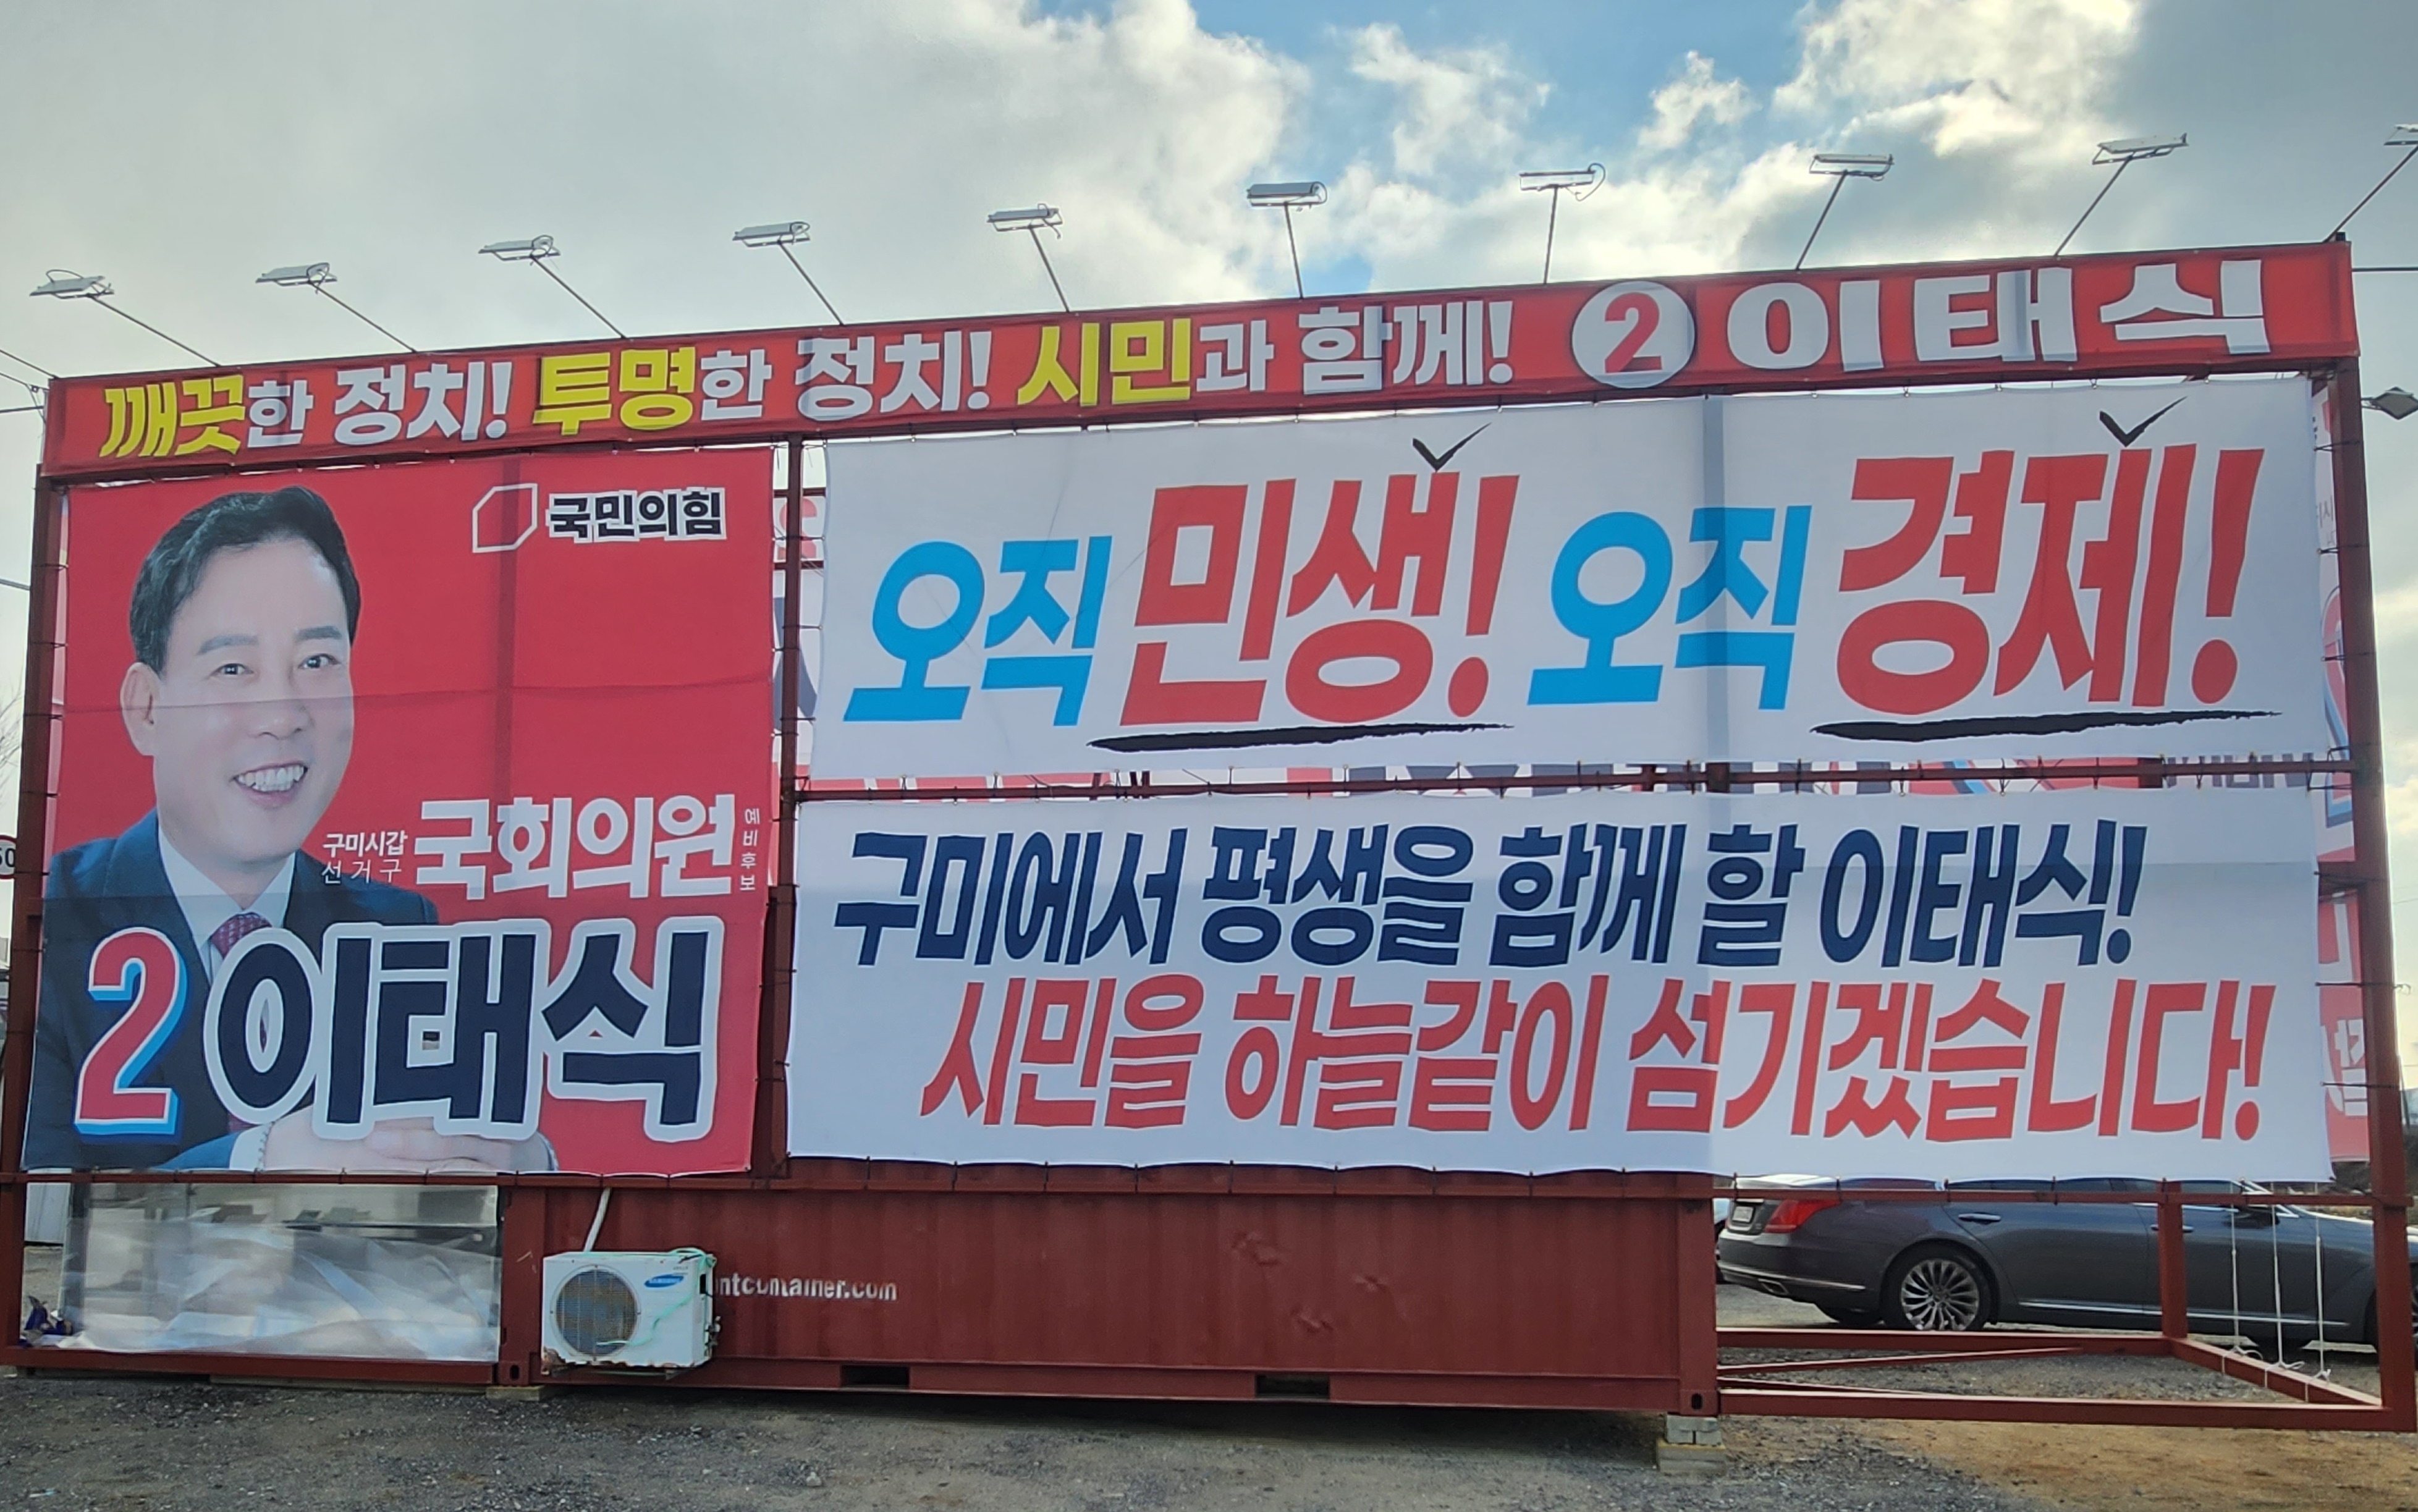 깨끗한 정치! 투명한 정치! 시민과 함께! 2 이태식
국민의힘
구미시갑
선거구
국회의원
예비후보
2 이태식
오직 민생! 오직 경제!
구미에서 평생을 함께 할 이태식!
시민을 하늘같이 섬기겠습니다!
SAMSUNG
ntcontainer.com